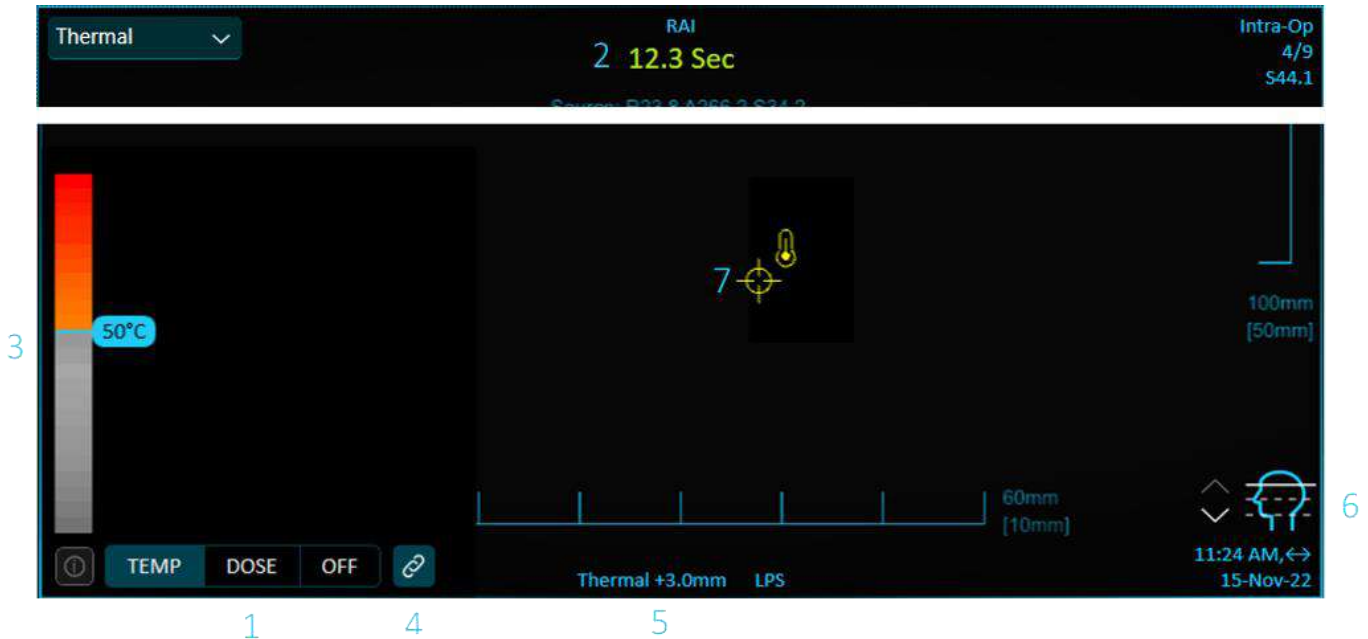 Thermal
RAI
Intra-Op
2
12.3 Sec
4/9
S44.1
7
100mm
[50mm]
3
50°C
60mm
[10mm]
6
TEMP
DOSE
OFF
11:24 AM,↔
Thermal +3.0mm LPS
15-Nov-22
1
4
5